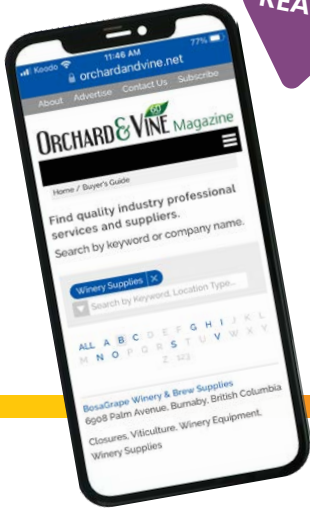 REA
Koodo 11:46 AM 77%
orchardandvine.net
About Advertise Contact Us Subscribe
60
ORCHARD & VINE Magazine
Home / Buyer's Guide
Find quality industry professional
services and suppliers.
Search by keyword or company name.
Winery Supplies X
Search by Keyword, Location Type...
ALL A B C D E F G H I J K L
M N O P Q R S T U V W X Y
Z 123
BosaGrape Winery & Brew Supplies
6908 Palm Avenue, Burnaby, British Columbia
Closures, Viticulture, Winery Equipment,
Winery Supplies